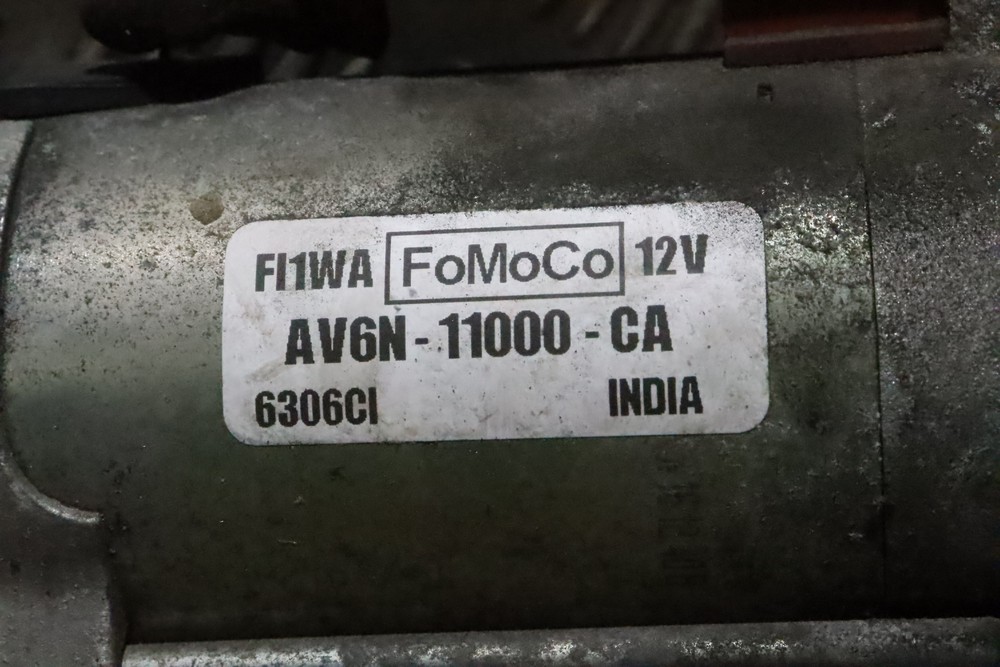 FI1WA FoMoCo 12V
AV6N - 11000 - CA
6306CI INDIA